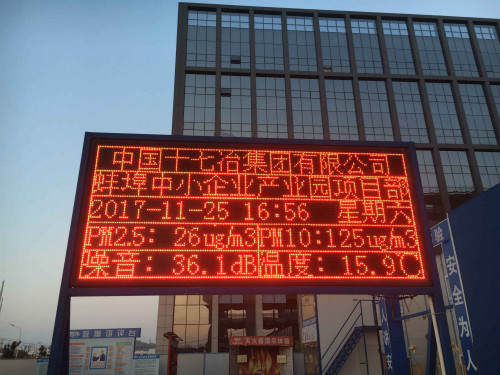 中国十七冶集团有限公司
蚌埠中小企业产业园项目部
2017-11-25 16:56 星期六
PM2.5: 26ug/m3 PM10:125ug/m3
噪音: 36.1dB 温度: 15.9℃
安全为人